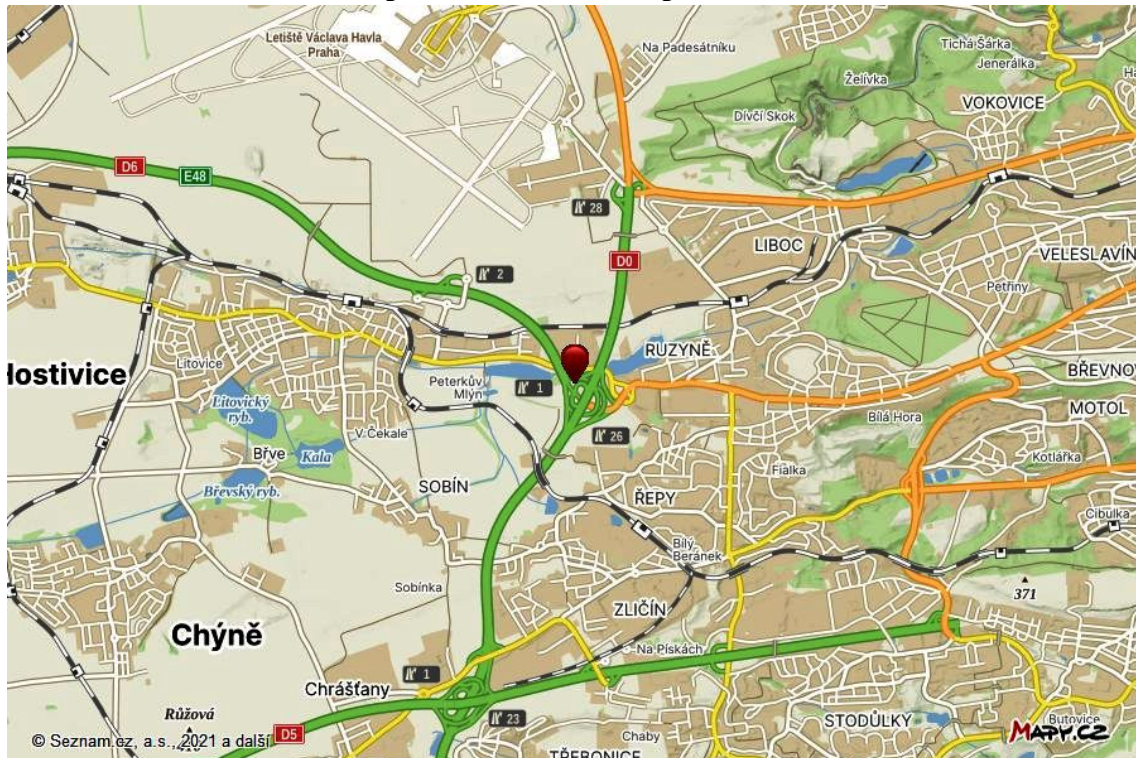 Letiště Václava Havla
Praha
Na Padesátníku
Tichá Šárka
Jenerálka
Želivka
VOKOVICE
Dívčí Skok
D6
E48
28
LIBOC
D0
VELESLAVÍN
2
Petřiny
Hostivice
Litovice
Peterkův
Mlýn
1
RUZYNĚ
BŘEVNOV
Litovický
ryb.
MOTOL
Bílá Hora
V Čekale
26
Břve
Kala
Kotlářka
Fialka
Břevský ryb.
SOBÍN
ŘEPY
Cibulka
Bílý
Beránek
Sobínka
371
ZLIČÍN
Chýně
Na Pískách
1
Chrášťany
Růžová
23
STODŮLKY
Butovice
D5
Chaby
© Seznam.cz, a.s., 2021 a další
MAPY.CZ
TŘEBONICE